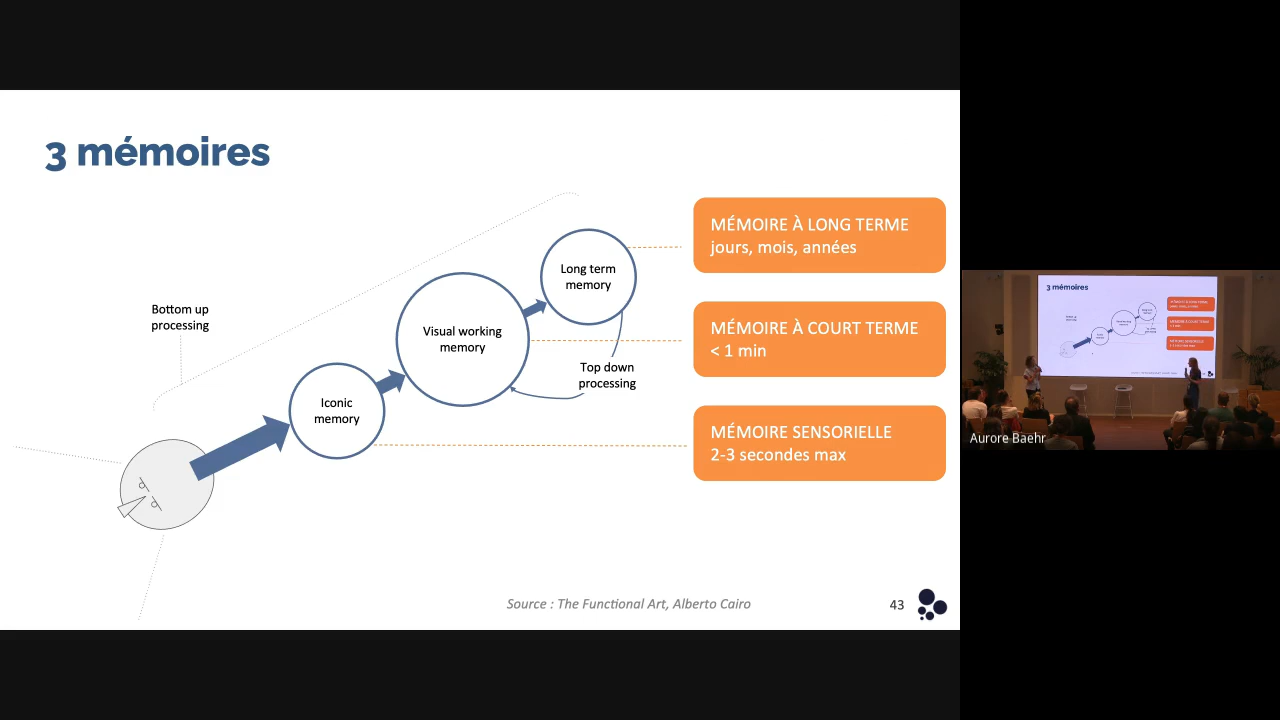 3 mémoires
Bottom up
processing
Iconic
memory
Visual working
memory
Long term
memory
Top down
processing
MÉMOIRE À LONG TERME
jours, mois, années
MÉMOIRE À COURT TERME
< 1 min
MÉMOIRE SENSORIELLE
2-3 secondes max
Source : The Functional Art, Alberto Cairo
43
3 mémoires
Aurore Baehr